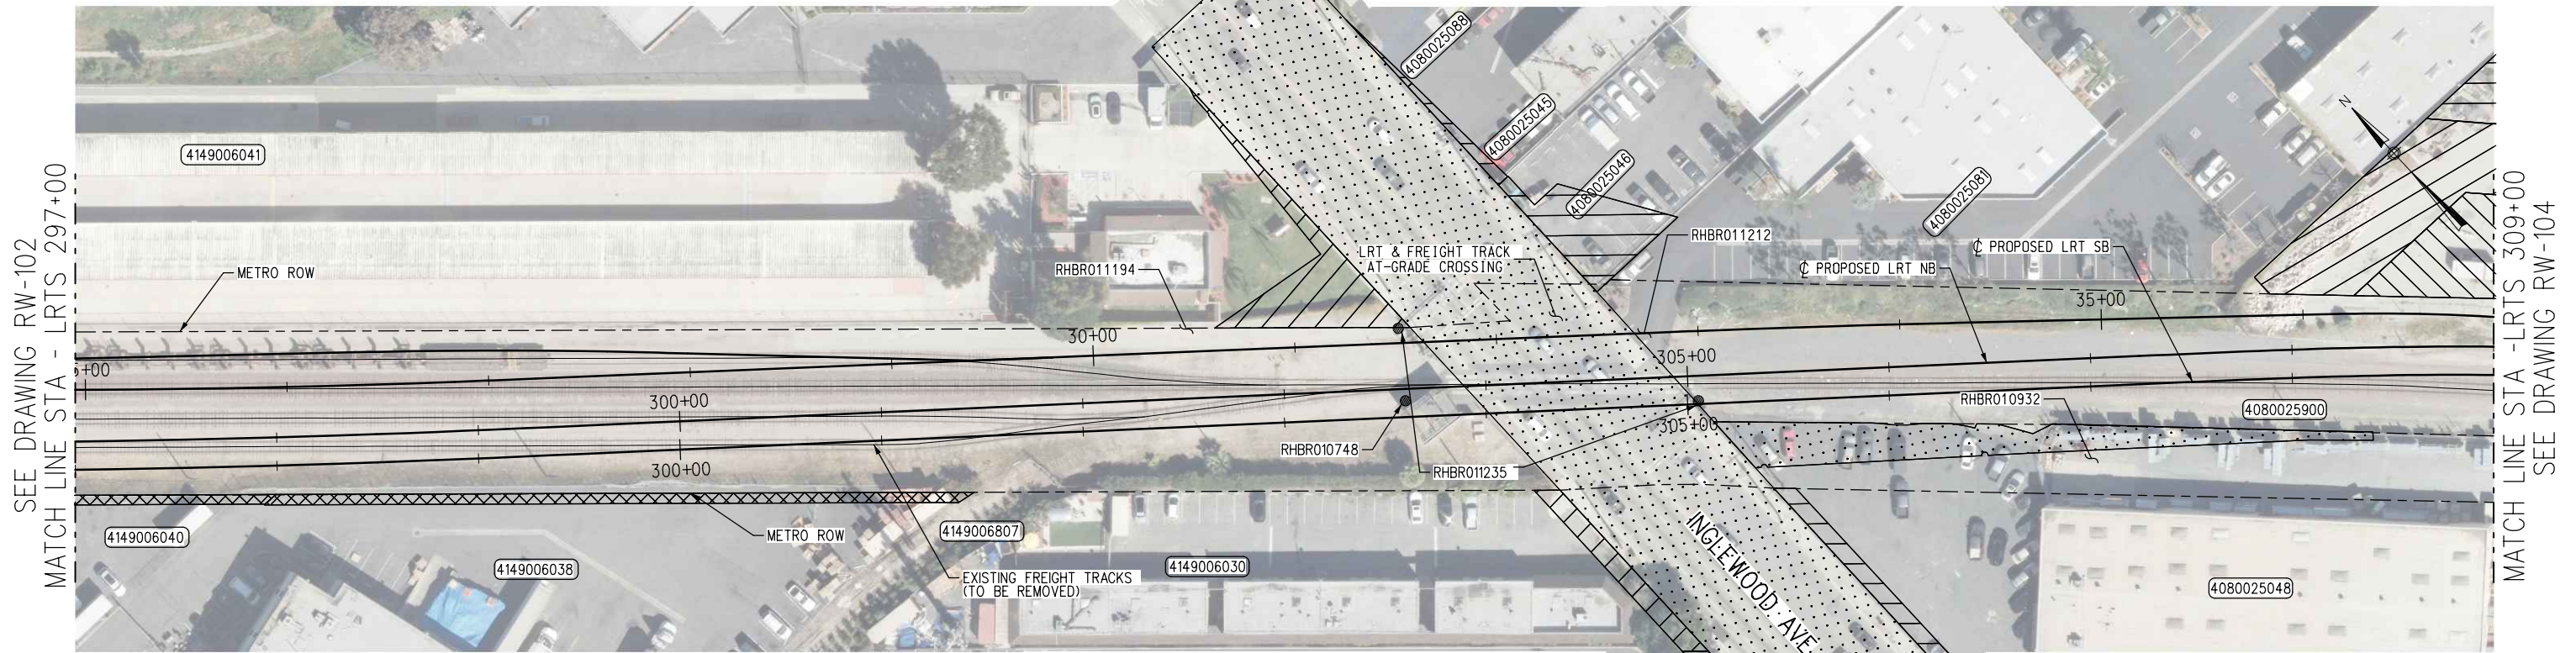 SEE DRAWING RW-102
MATCH LINE STA - LRTS 297+00
4149006041
METRO ROW
RHBR011194
30+00
5+00
300+00
300+00
4149006040
4149006038
METRO ROW
4149006807
EXISTING FREIGHT TRACKS
(TO BE REMOVED)
4149006030
RHBR010748
RHBR011235
LRT & FREIGHT TRACK
AT-GRADE CROSSING
4080025088
4080025045
4080025046
RHBR011212
4080025081
℄ PROPOSED LRT NB
℄ PROPOSED LRT SB
35+00
305+00
305+00
RHBR010932
4080025900
4080025048
INGLEWOOD AVE
N
MATCH LINE STA -LRTS 309+00
SEE DRAWING RW-104